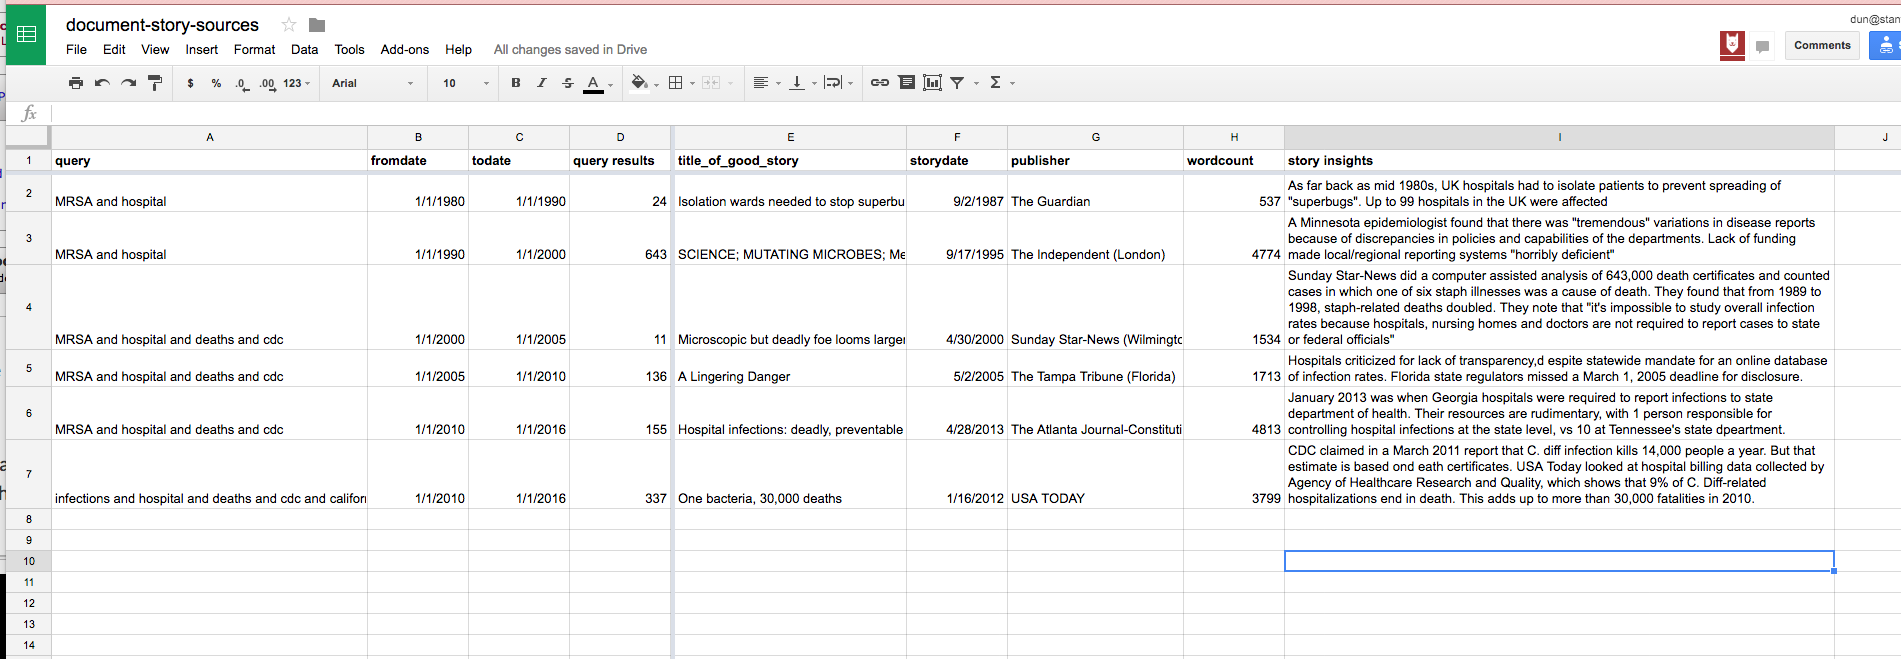 document-story-sources
dun@stan
File Edit View Insert Format Data Tools Add-ons Help All changes saved in Drive
Comments
$ % .0 .00 123 Arial 10 B I S A Σ
fx
A B C D E F G H I J
1 query fromdate todate query results title_of_good_story storydate publisher wordcount story insights
2 MRSA and hospital 1/1/1980 1/1/1990 24 Isolation wards needed to stop superbu 9/2/1987 The Guardian 537 As far back as mid 1980s, UK hospitals had to isolate patients to prevent spreading of
"superbugs". Up to 99 hospitals in the UK were affected
3 MRSA and hospital 1/1/1990 1/1/2000 643 SCIENCE; MUTATING MICROBES; Me 9/17/1995 The Independent (London) 4774 A Minnesota epidemiologist found that there was "tremendous" variations in disease reports
because of discrepancies in policies and capabilities of the departments. Lack of funding
made local/regional reporting systems "horribly deficient"
4 MRSA and hospital and deaths and cdc 1/1/2000 1/1/2005 11 Microscopic but deadly foe looms larger 4/30/2000 Sunday Star-News (Wilmingto 1534 Sunday Star-News did a computer assisted analysis of 643,000 death certificates and counted
cases in which one of six staph illnesses was a cause of death. They found that from 1989 to
1998, staph-related deaths doubled. They note that "it's impossible to study overall infection
rates because hospitals, nursing homes and doctors are not required to report cases to state
or federal officials"
5 MRSA and hospital and deaths and cdc 1/1/2005 1/1/2010 136 A Lingering Danger 5/2/2005 The Tampa Tribune (Florida) 1713 Hospitals criticized for lack of transparency,d espite statewide mandate for an online database
of infection rates. Florida state regulators missed a March 1, 2005 deadline for disclosure.
6 MRSA and hospital and deaths and cdc 1/1/2010 1/1/2016 155 Hospital infections: deadly, preventable 4/28/2013 The Atlanta Journal-Constituti 4813 January 2013 was when Georgia hospitals were required to report infections to state
department of health. Their resources are rudimentary, with 1 person responsible for
controlling hospital infections at the state level, vs 10 at Tennessee's state dpeartment.
7 infections and hospital and deaths and cdc and californ 1/1/2010 1/1/2016 337 One bacteria, 30,000 deaths 1/16/2012 USA TODAY 3799 CDC claimed in a March 2011 report that C. diff infection kills 14,000 people a year. But that
estimate is based ond eath certificates. USA Today looked at hospital billing data collected by
Agency of Healthcare Research and Quality, which shows that 9% of C. Diff-related
hospitalizations end in death. This adds up to more than 30,000 fatalities in 2010.
8
9
10
11
12
13
14